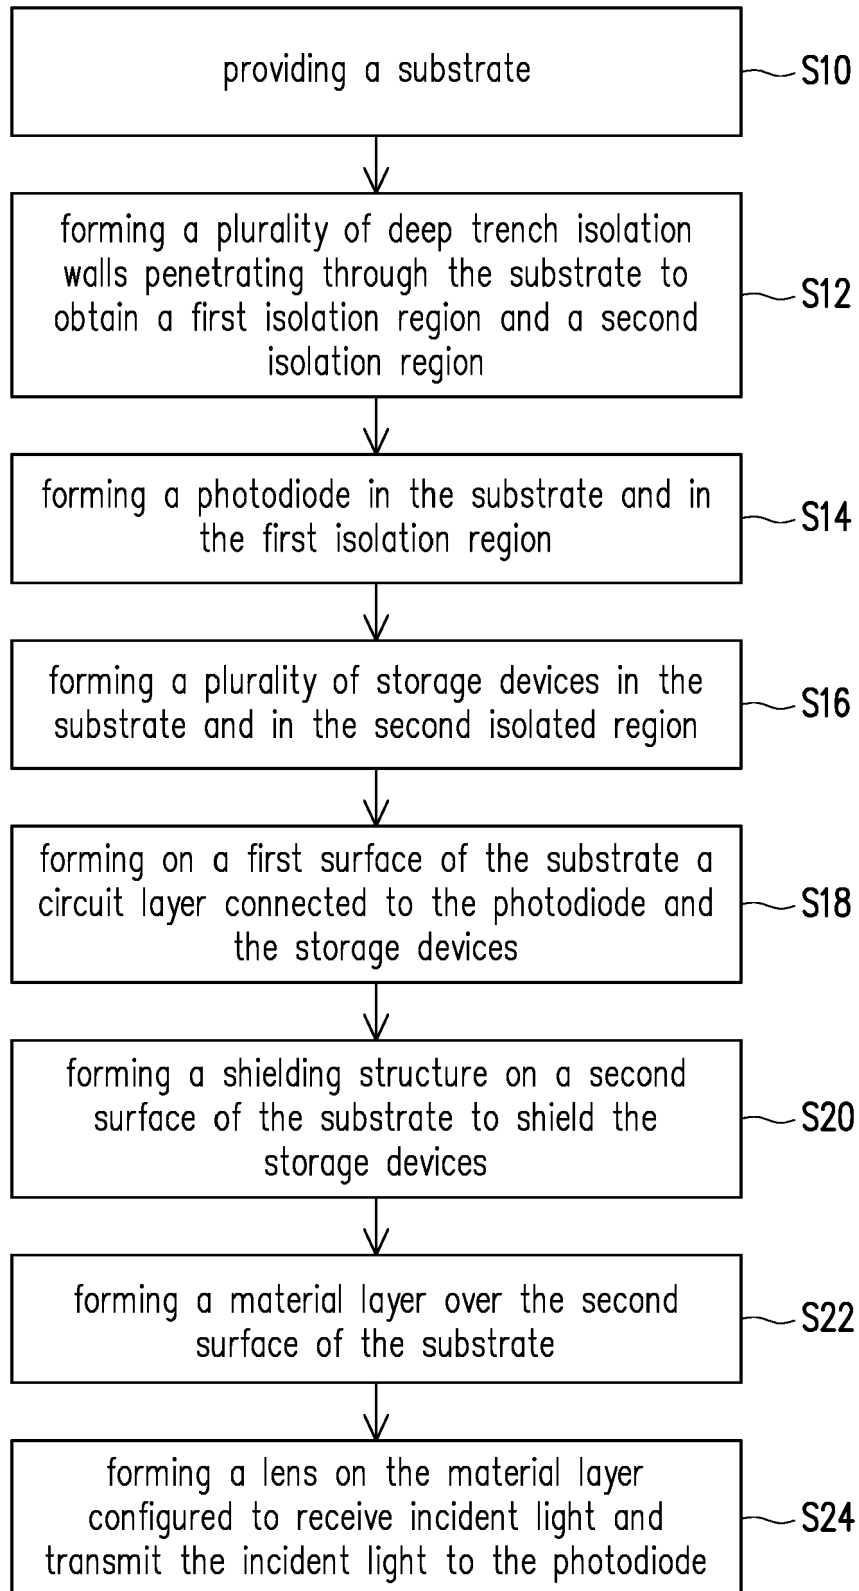 providing a substrate
S10
forming a plurality of deep trench isolation
walls penetrating through the substrate to
obtain a first isolation region and a second
isolation region
S12
forming a photodiode in the substrate and in
the first isolation region
S14
forming a plurality of storage devices in the
substrate and in the second isolated region
S16
forming on a first surface of the substrate a
circuit layer connected to the photodiode and
the storage devices
S18
forming a shielding structure on a second
surface of the substrate to shield the
storage devices
S20
forming a material layer over the second
surface of the substrate
S22
forming a lens on the material layer
configured to receive incident light and
transmit the incident light to the photodiode
S24